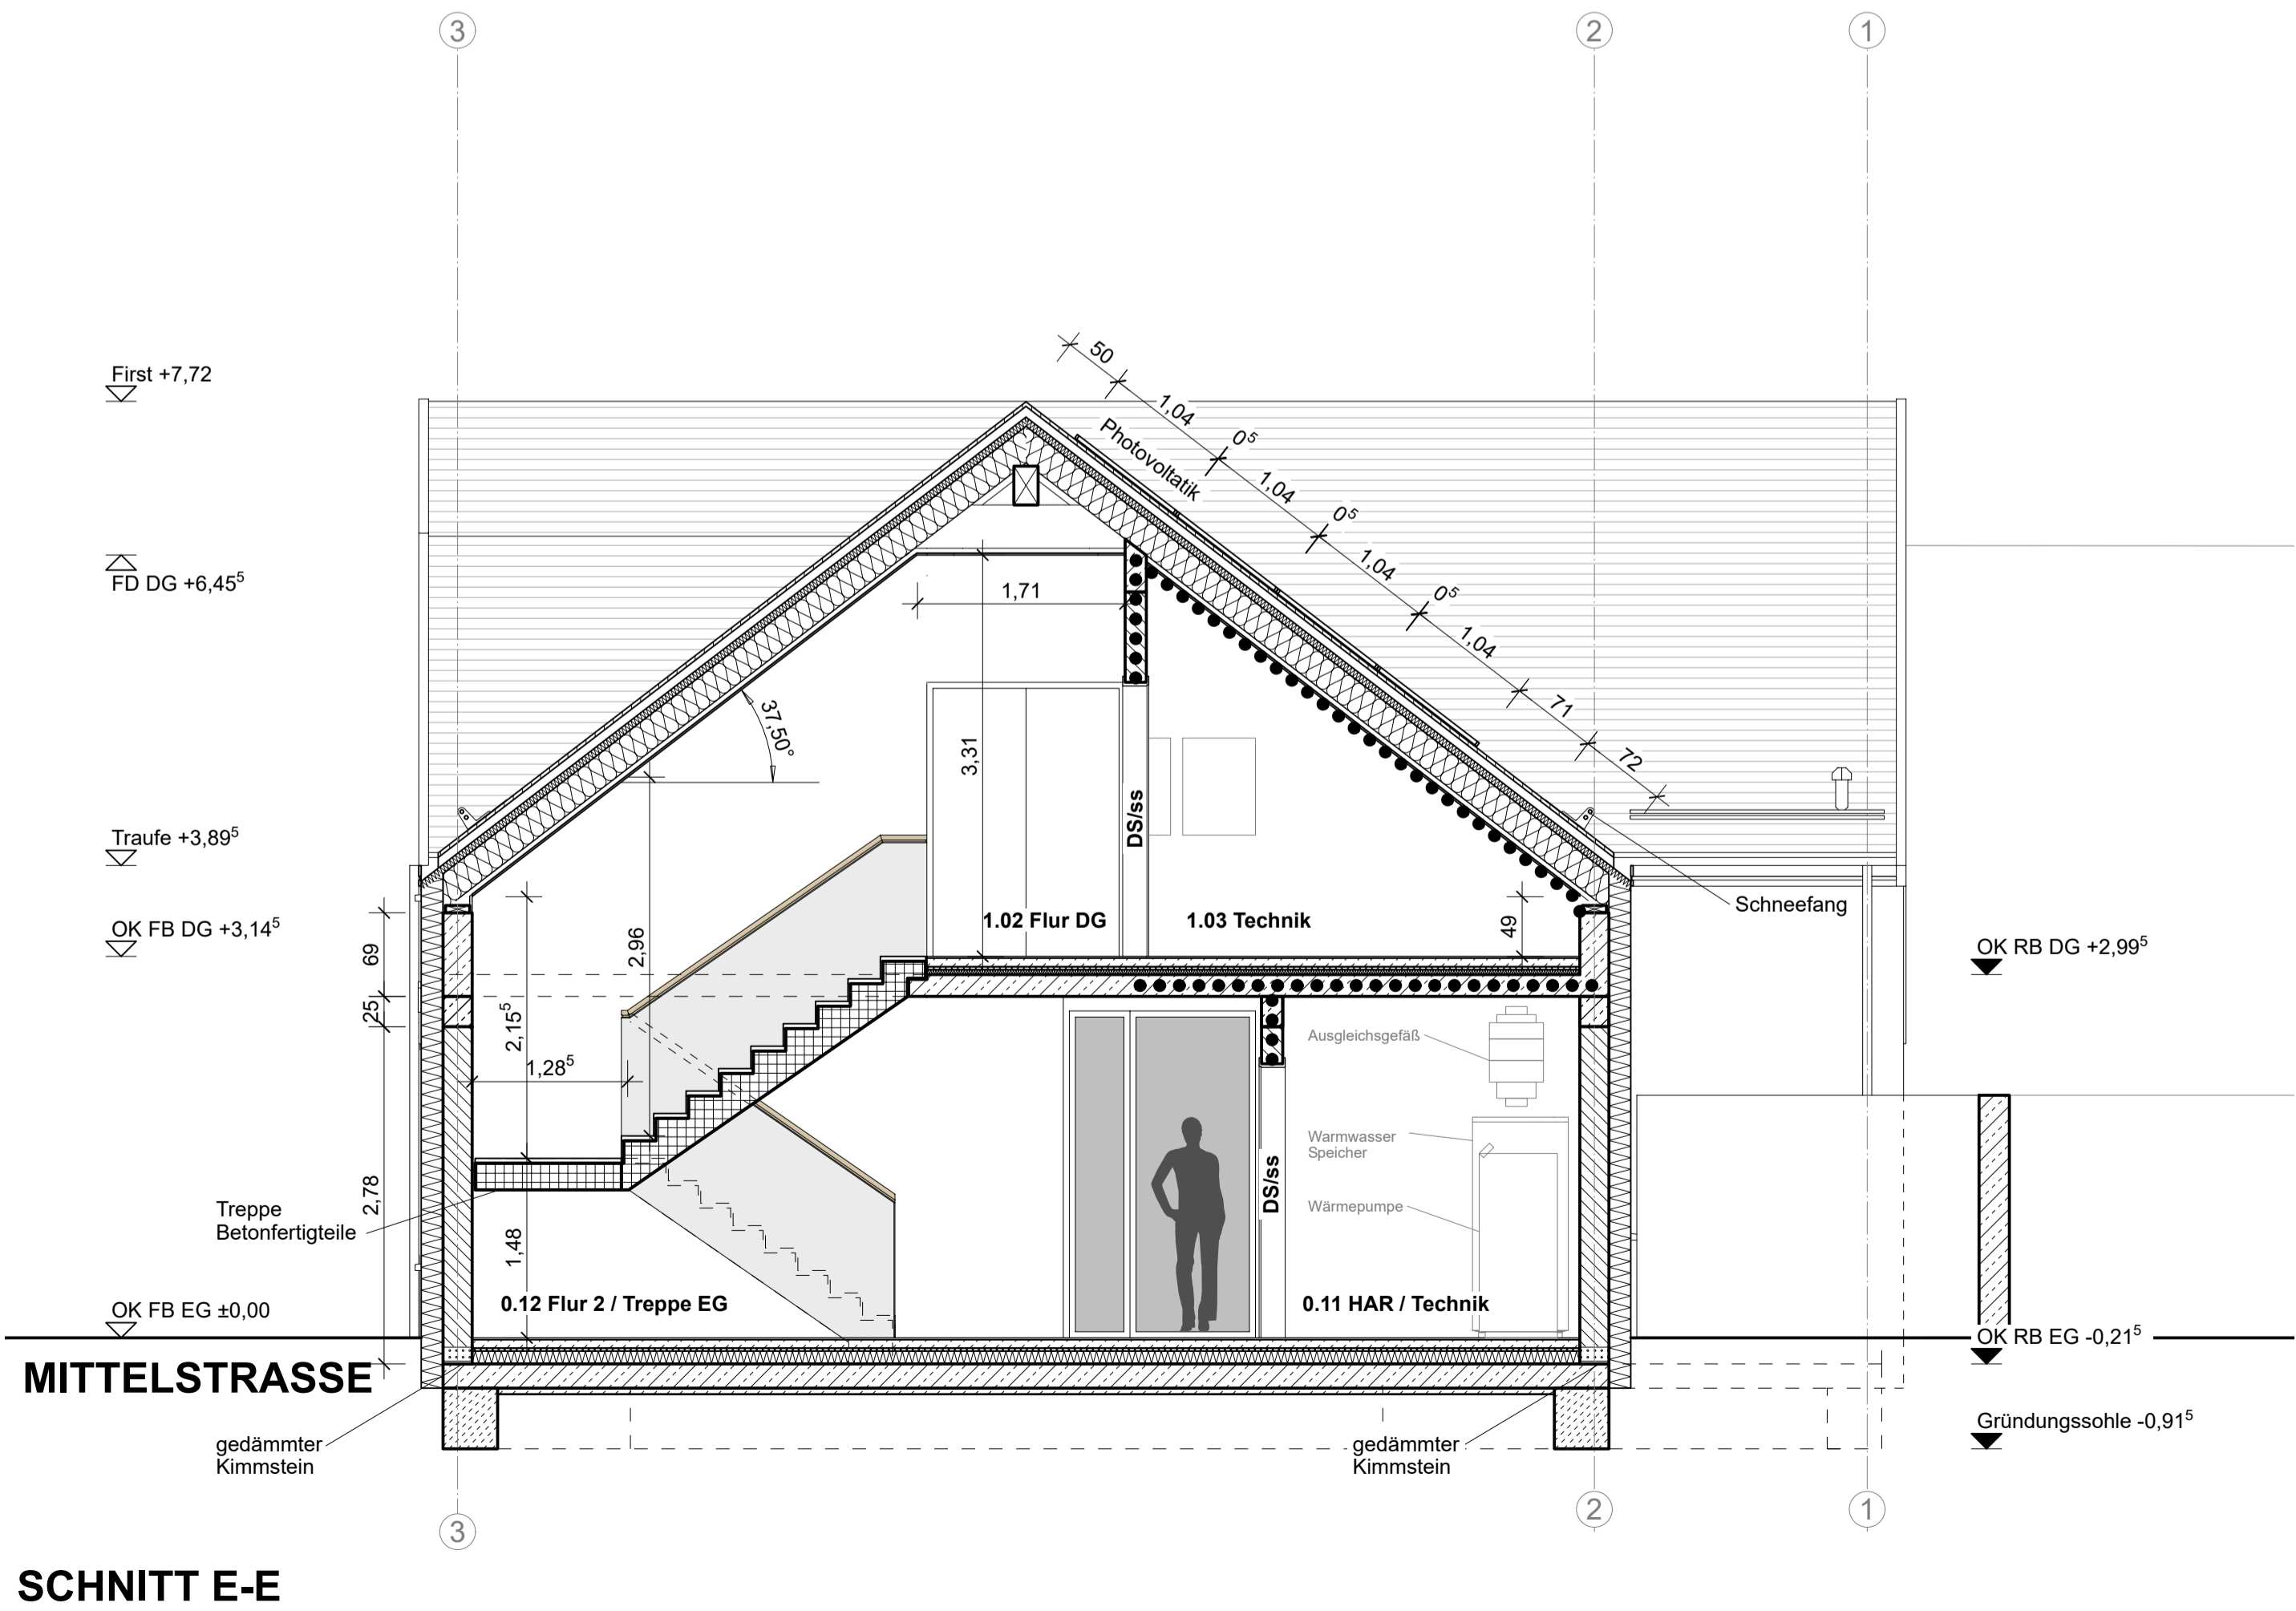 3
2
1
50
First +7,72
1,04
0⁵
Photovoltatik
1,04
0⁵
1,04
FD DG +6,45⁵
1,71
0⁵
1,04
71
37,50°
3,31
72
DS/ss
Traufe +3,89⁵
Schneefang
1.02 Flur DG
1.03 Technik
49
OK FB DG +3,14⁵
2,96
69
OK RB DG +2,99⁵
25
2,15⁵
Ausgleichsgefäß
1,28⁵
Warmwasser
Speicher
DS/ss
2,78
Wärmepumpe
Treppe
Betonfertigteile
1,48
0.12 Flur 2 / Treppe EG
0.11 HAR / Technik
OK FB EG ±0,00
OK RB EG -0,21⁵
MITTELSTRASSE
Gründungssohle -0,91⁵
gedämmter
Kimmstein
gedämmter
Kimmstein
3
2
1
SCHNITT E-E